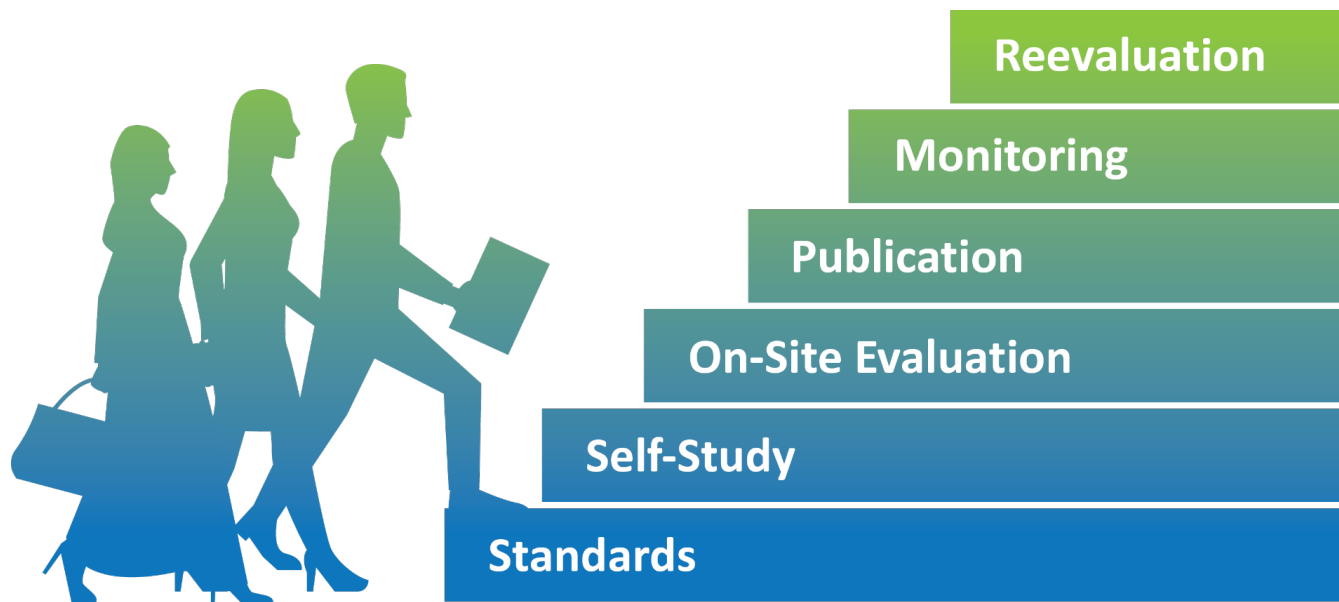 Reevaluation
Monitoring
Publication
On-Site Evaluation
Self-Study
Standards